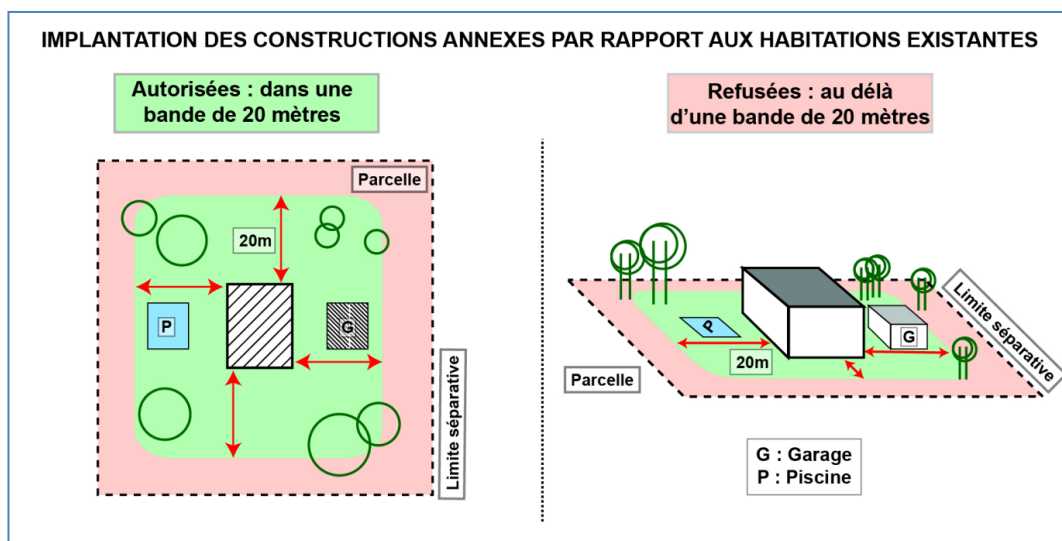 IMPLANTATION DES CONSTRUCTIONS ANNEXES PAR RAPPORT AUX HABITATIONS EXISTANTES
Autorisées : dans une
bande de 20 mètres
Refusées : au délà
d'une bande de 20 mètres
Parcelle
20m
P
G
Limite séparative
P
G
20m
Parcelle
Limite séparative
G : Garage
P : Piscine